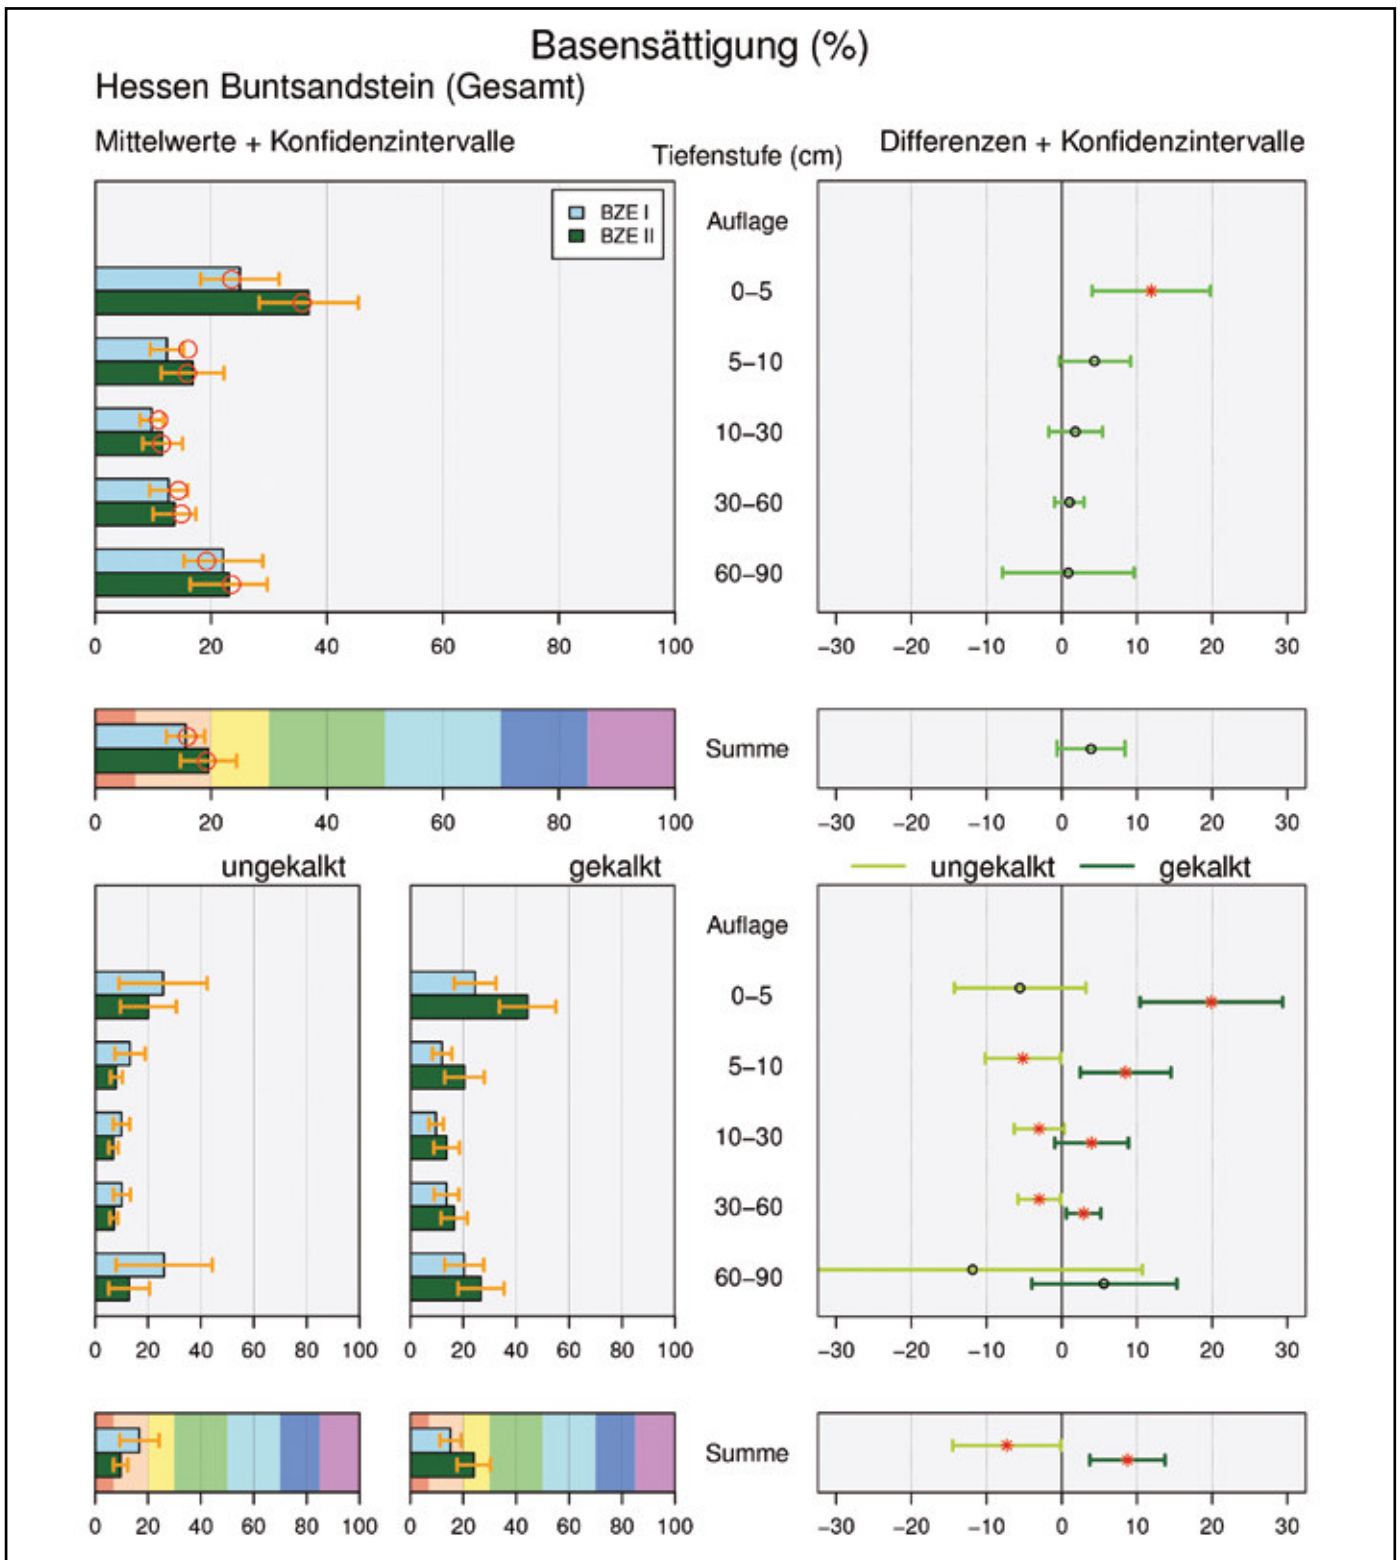 Basensättigung (%)
Hessen Buntsandstein (Gesamt)
Mittelwerte + Konfidenzintervalle
Tiefenstufe (cm)
Differenzen + Konfidenzintervalle
BZE I
BZE II
Auflage
0–5
5–10
10–30
30–60
60–90
0 20 40 60 80 100
−30 −20 −10 0 10 20 30
Summe
0 20 40 60 80 100
−30 −20 −10 0 10 20 30
ungekalkt
gekalkt
ungekalkt gekalkt
Auflage
0–5
5–10
10–30
30–60
60–90
0 20 40 60 80 100
0 20 40 60 80 100
−30 −20 −10 0 10 20 30
Summe
0 20 40 60 80 100
0 20 40 60 80 100
−30 −20 −10 0 10 20 30